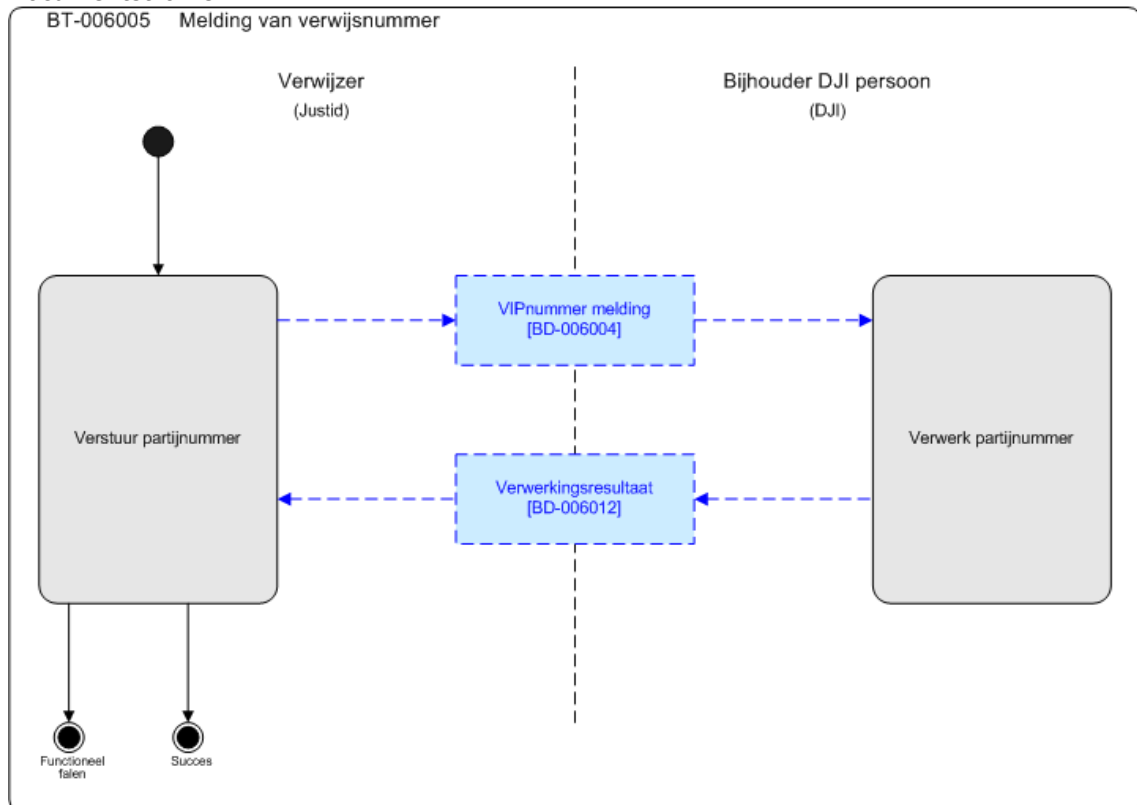 BT-006005 Melding van verwijsnummer
Verwijzer
(Justid)
Bijhouder DJI persoon
(DJI)
VIPnummer melding
[BD-006004]
Verstuur partijnummer
Verwerk partijnummer
Verwerkingsresultaat
[BD-006012]
Functioneel
falen
Succes